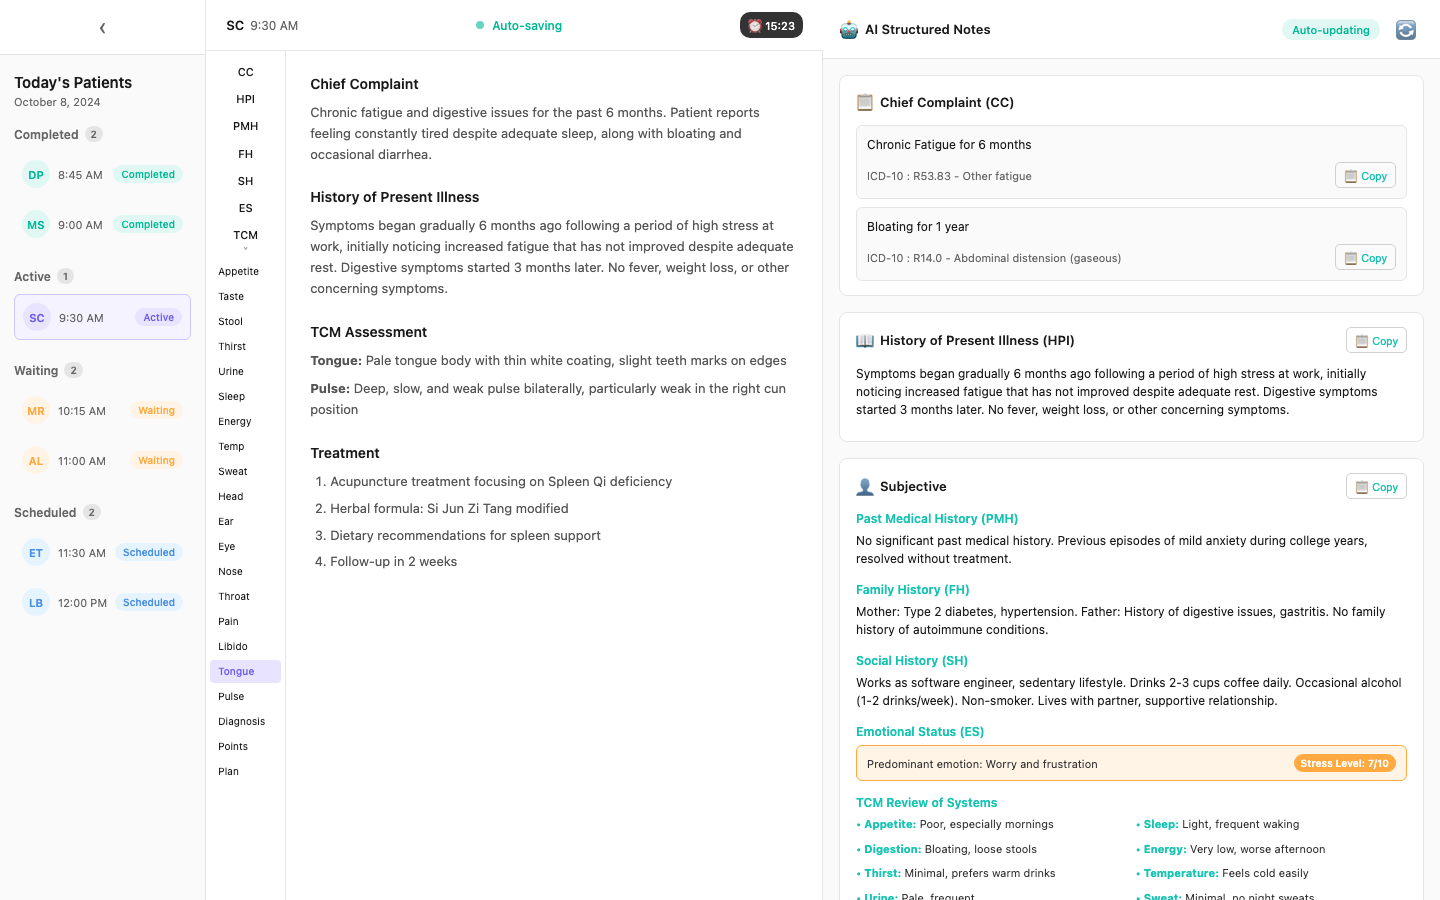 Today's Patients
October 8, 2024
Completed 2
DP 8:45 AM Completed
MS 9:00 AM Completed
Active 1
SC 9:30 AM Active
Waiting 2
MR 10:15 AM Waiting
AL 11:00 AM Waiting
Scheduled 2
ET 11:30 AM Scheduled
LB 12:00 PM Scheduled
SC 9:30 AM
Auto-saving
15:23
CC
HPI
PMH
FH
SH
ES
TCM
Appetite
Taste
Stool
Thirst
Urine
Sleep
Energy
Temp
Sweat
Head
Ear
Eye
Nose
Throat
Pain
Libido
Tongue
Pulse
Diagnosis
Points
Plan
Chief Complaint
Chronic fatigue and digestive issues for the past 6 months. Patient reports
feeling constantly tired despite adequate sleep, along with bloating and
occasional diarrhea.
History of Present Illness
Symptoms began gradually 6 months ago following a period of high stress at
work, initially noticing increased fatigue that has not improved despite adequate
rest. Digestive symptoms started 3 months later. No fever, weight loss, or other
concerning symptoms.
TCM Assessment
Tongue: Pale tongue body with thin white coating, slight teeth marks on edges
Pulse: Deep, slow, and weak pulse bilaterally, particularly weak in the right cun
position
Treatment
1. Acupuncture treatment focusing on Spleen Qi deficiency
2. Herbal formula: Si Jun Zi Tang modified
3. Dietary recommendations for spleen support
4. Follow-up in 2 weeks
AI Structured Notes
Auto-updating
Chief Complaint (CC)
Chronic Fatigue for 6 months
ICD-10 : R53.83 - Other fatigue
Copy
Bloating for 1 year
ICD-10 : R14.0 - Abdominal distension (gaseous)
Copy
History of Present Illness (HPI)
Copy
Symptoms began gradually 6 months ago following a period of high stress at work, initially
noticing increased fatigue that has not improved despite adequate rest. Digestive symptoms
started 3 months later. No fever, weight loss, or other concerning symptoms.
Subjective
Copy
Past Medical History (PMH)
No significant past medical history. Previous episodes of mild anxiety during college years,
resolved without treatment.
Family History (FH)
Mother: Type 2 diabetes, hypertension. Father: History of digestive issues, gastritis. No family
history of autoimmune conditions.
Social History (SH)
Works as software engineer, sedentary lifestyle. Drinks 2-3 cups coffee daily. Occasional alcohol
(1-2 drinks/week). Non-smoker. Lives with partner, supportive relationship.
Emotional Status (ES)
Predominant emotion: Worry and frustration
Stress Level: 7/10
TCM Review of Systems
• Appetite: Poor, especially mornings
• Sleep: Light, frequent waking
• Digestion: Bloating, loose stools
• Energy: Very low, worse afternoon
• Thirst: Minimal, prefers warm drinks
• Temperature: Feels cold easily
• Urine: Pale, frequent
• Sweat: Minimal, no night sweats